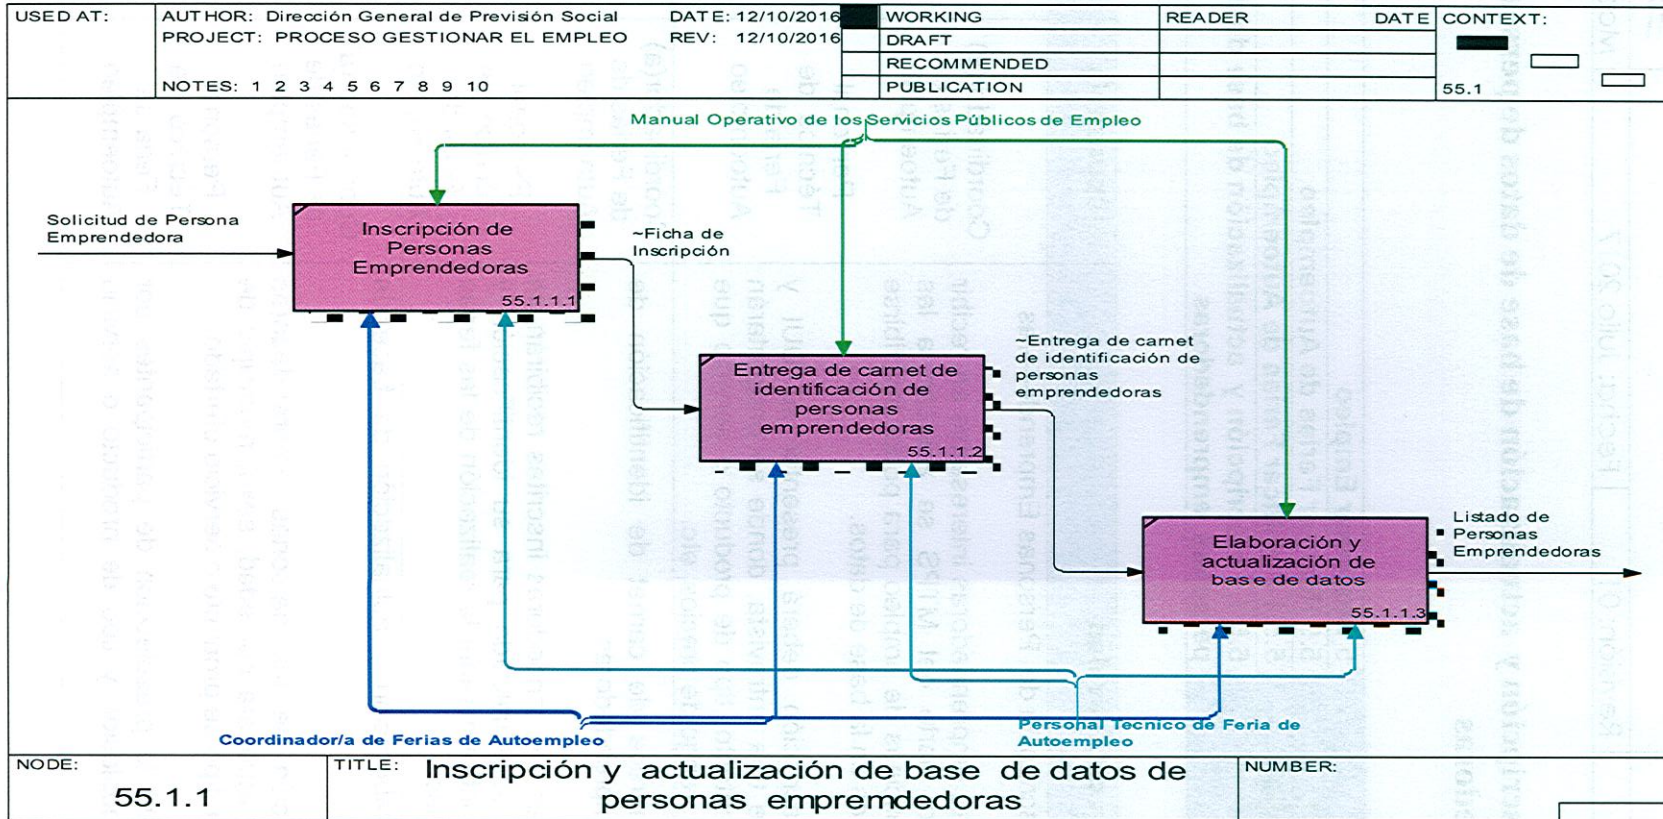 USED AT:
AUTHOR: Dirección General de Previsión Social
DATE: 12/10/2016
PROJECT: PROCESO GESTIONAR EL EMPLEO
REV: 12/10/2016
NOTES: 1 2 3 4 5 6 7 8 9 10
WORKING
DRAFT
RECOMMENDED
PUBLICATION
READER
DATE
CONTEXT:
55.1
Manual Operativo de los Servicios Públicos de Empleo
Solicitud de Persona
Emprendedora
Inscripción de
Personas
Emprendedoras
55.1.1.1
~Ficha de
Inscripción
Entrega de carnet de
identificación de
personas
emprendedoras
55.1.1.2
~Entrega de carnet
de identificación de
personas
emprendedoras
Elaboración y
actualización de
base de datos
55.1.1.3
Listado de
Personas
Emprendedoras
Coordinador/a de Ferias de Autoempleo
Personal Tecnico de Feria de
Autoempleo
NODE:
55.1.1
TITLE:
Inscripción y actualización de base de datos de
personas empremdedoras
NUMBER: